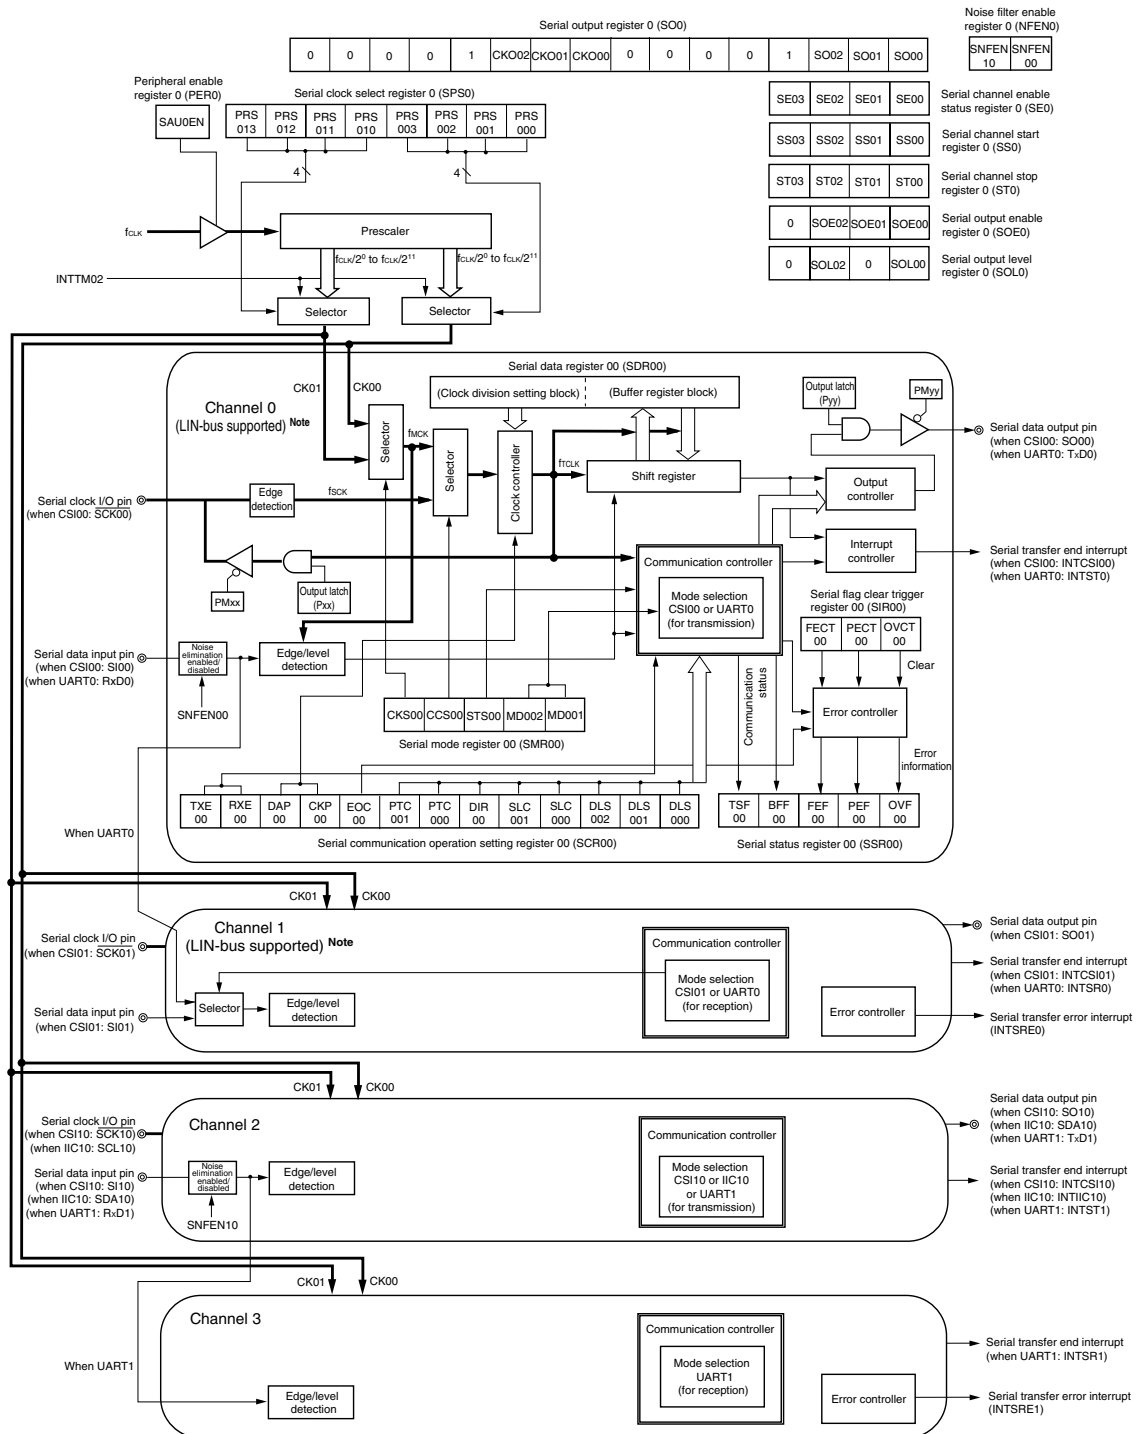 Serial output register 0 (SO0)
0 0 0 0 1 CKO02 CKO01 CKO00 0 0 0 0 1 SO02 SO01 SO00
Noise filter enable
register 0 (NFEN0)
SNFEN SNFEN
10 00
Peripheral enable
register 0 (PER0)
SAU0EN
Serial clock select register 0 (SPS0)
PRS PRS PRS PRS PRS PRS PRS PRS
013 012 011 010 003 002 001 000
4
4
SE03 SE02 SE01 SE00
Serial channel enable
status register 0 (SE0)
SS03 SS02 SS01 SS00
Serial channel start
register 0 (SS0)
ST03 ST02 ST01 ST00
Serial channel stop
register 0 (ST0)
0 SOE02 SOE01 SOE00
Serial output enable
register 0 (SOE0)
0 SOL02 0 SOL00
Serial output level
register 0 (SOL0)
fCLK
Prescaler
fCLK/2⁰ to fCLK/2¹¹
fCLK/2⁰ to fCLK/2¹¹
INTTM02
Selector
Selector
CK01
CK00
Channel 0
(LIN-bus supported) Note
Serial data register 00 (SDR00)
(Clock division setting block)
(Buffer register block)
Output latch
(Pyy)
PMyy
Serial data output pin
(when CSI00: SO00)
(when UART0: TxD0)
Selector
fMCK
Selector
Clock controller
fTCLK
Shift register
Output
controller
Serial clock I/O pin
(when CSI00: SCK00)
Edge
detection
fSCK
Interrupt
controller
Serial transfer end interrupt
(when CSI00: INTCSI00)
(when UART0: INTST0)
PMxx
Output latch
(Pxx)
Communication controller
Mode selection
CSI00 or UART0
(for transmission)
Serial flag clear trigger
register 00 (SIR00)
FECT PECT OVCT
00 00 00
Clear
Serial data input pin
(when CSI00: SI00)
(when UART0: RxD0)
Noise
elimination
enabled/
disabled
SNFEN00
Edge/level
detection
CKS00 CCS00 STS00 MD002 MD001
Serial mode register 00 (SMR00)
Communication
status
Error controller
Error
information
When UART0
TXE RXE DAP CKP EOC PTC PTC DIR SLC SLC DLS DLS DLS
00 00 00 00 00 001 000 00 001 000 002 001 000
Serial communication operation setting register 00 (SCR00)
TSF BFF FEF PEF OVF
00 00 00 00 00
Serial status register 00 (SSR00)
CK01
CK00
Channel 1
(LIN-bus supported) Note
Serial clock I/O pin
(when CSI01: SCK01)
Serial data input pin
(when CSI01: SI01)
Selector
Edge/level
detection
Communication controller
Mode selection
CSI01 or UART0
(for reception)
Error controller
Serial data output pin
(when CSI01: SO01)
Serial transfer end interrupt
(when CSI01: INTCSI01)
(when UART0: INTSR0)
Serial transfer error interrupt
(INTSRE0)
CK01
CK00
Channel 2
Serial clock I/O pin
(when CSI10: SCK10)
(when IIC10: SCL10)
Serial data input pin
(when CSI10: SI10)
(when IIC10: SDA10)
(when UART1: RxD1)
Noise
elimination
enabled/
disabled
SNFEN10
Edge/level
detection
Communication controller
Mode selection
CSI10 or IIC10
or UART1
(for transmission)
Serial data output pin
(when CSI10: SO10)
(when IIC10: SDA10)
(when UART1: TxD1)
Serial transfer end interrupt
(when CSI10: INTCSI10)
(when IIC10: INTIIC10)
(when UART1: INTST1)
CK01
CK00
Channel 3
When UART1
Edge/level
detection
Communication controller
Mode selection
UART1
(for reception)
Error controller
Serial transfer end interrupt
(when UART1: INTSR1)
Serial transfer error interrupt
(INTSRE1)